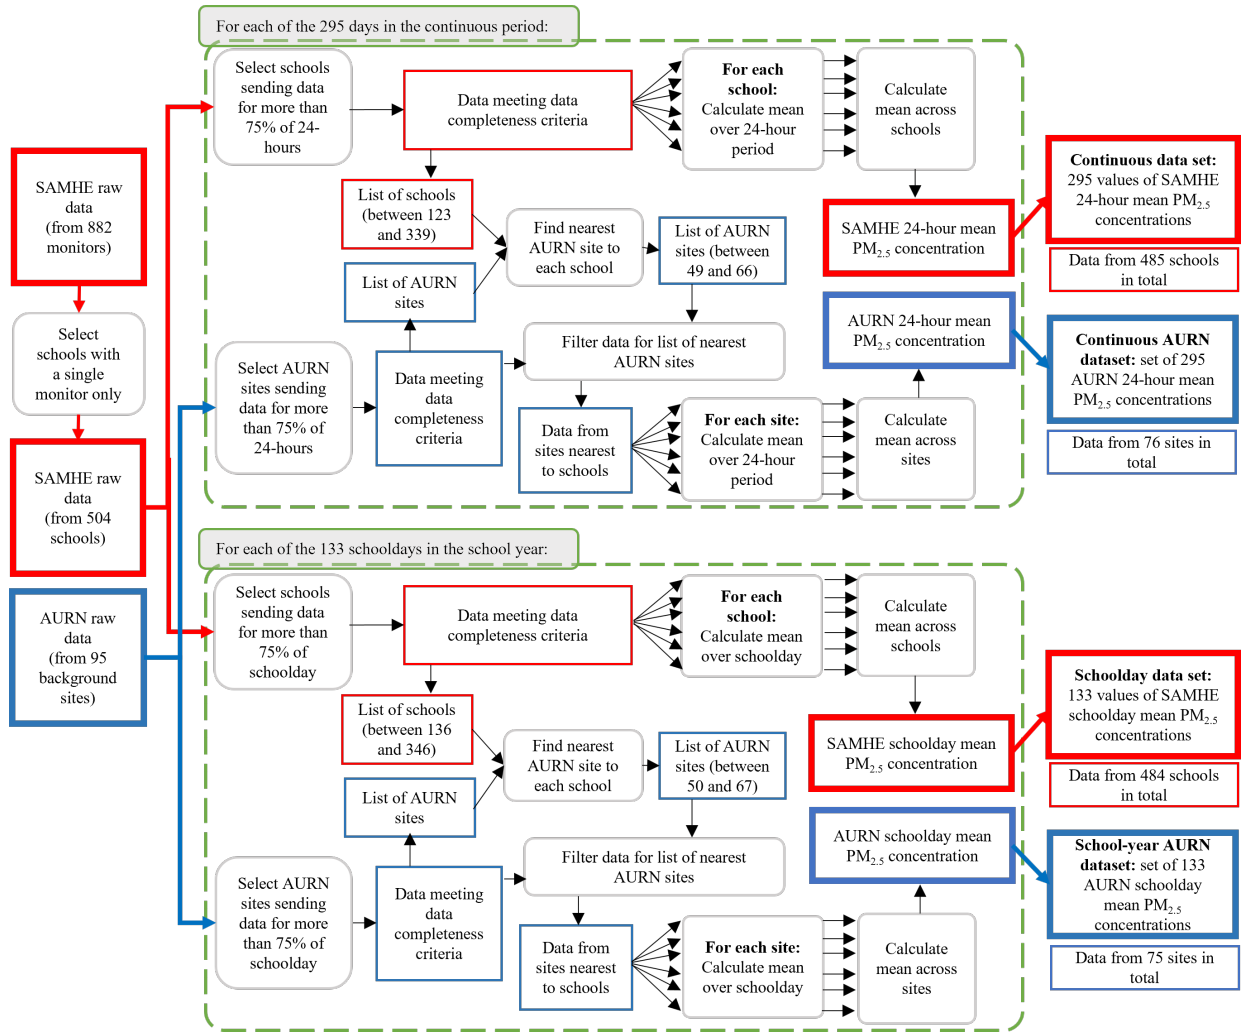 For each of the 295 days in the continuous period:
Select schools
sending data
for more than
75% of 24-
hours
Data meeting data
completeness criteria
For each
school:
Calculate mean
over 24-hour
period
Calculate
mean across
schools
SAMHE raw
data
(from 882
monitors)
List of schools
(between 123
and 339)
Find nearest
AURN site to
each school
List of AURN
sites (between
49 and 66)
List of AURN
sites
SAMHE 24-hour mean
PM2.5 concentration
Continuous data set:
295 values of SAMHE
24-hour mean PM2.5
concentrations
Data from 485 schools
in total
Select
schools with
a single
monitor only
Select AURN
sites sending
data for more
than 75% of
24-hours
Data meeting
data
completeness
criteria
Filter data for list of nearest
AURN sites
AURN 24-hour mean
PM2.5 concentration
Continuous AURN
dataset: set of 295
AURN 24-hour mean
PM2.5 concentrations
Data from 76 sites in
total
Data from
sites nearest
to schools
For each site:
Calculate mean
over 24-hour
period
Calculate
mean across
sites
SAMHE raw
data
(from 504
schools)
AURN raw
data
(from 95
background
sites)
For each of the 133 schooldays in the school year:
Select schools
sending data
for more than
75% of
schoolday
Data meeting data
completeness criteria
For each
school:
Calculate mean
over schoolday
Calculate
mean across
schools
List of schools
(between 136
and 346)
Find nearest
AURN site to
each school
List of AURN
sites (between
50 and 67)
List of AURN
sites
SAMHE schoolday mean
PM2.5 concentration
Schoolday data set:
133 values of SAMHE
schoolday mean PM2.5
concentrations
Data from 484 schools
in total
Select AURN
sites sending
data for more
than 75% of
schoolday
Data meeting
data
completeness
criteria
Filter data for list of nearest
AURN sites
AURN schoolday mean
PM2.5 concentration
School-year AURN
dataset: set of 133
AURN schoolday
mean PM2.5
concentrations
Data from 75 sites in
total
Data from
sites nearest
to schools
For each site:
Calculate mean
over schoolday
Calculate
mean across
sites